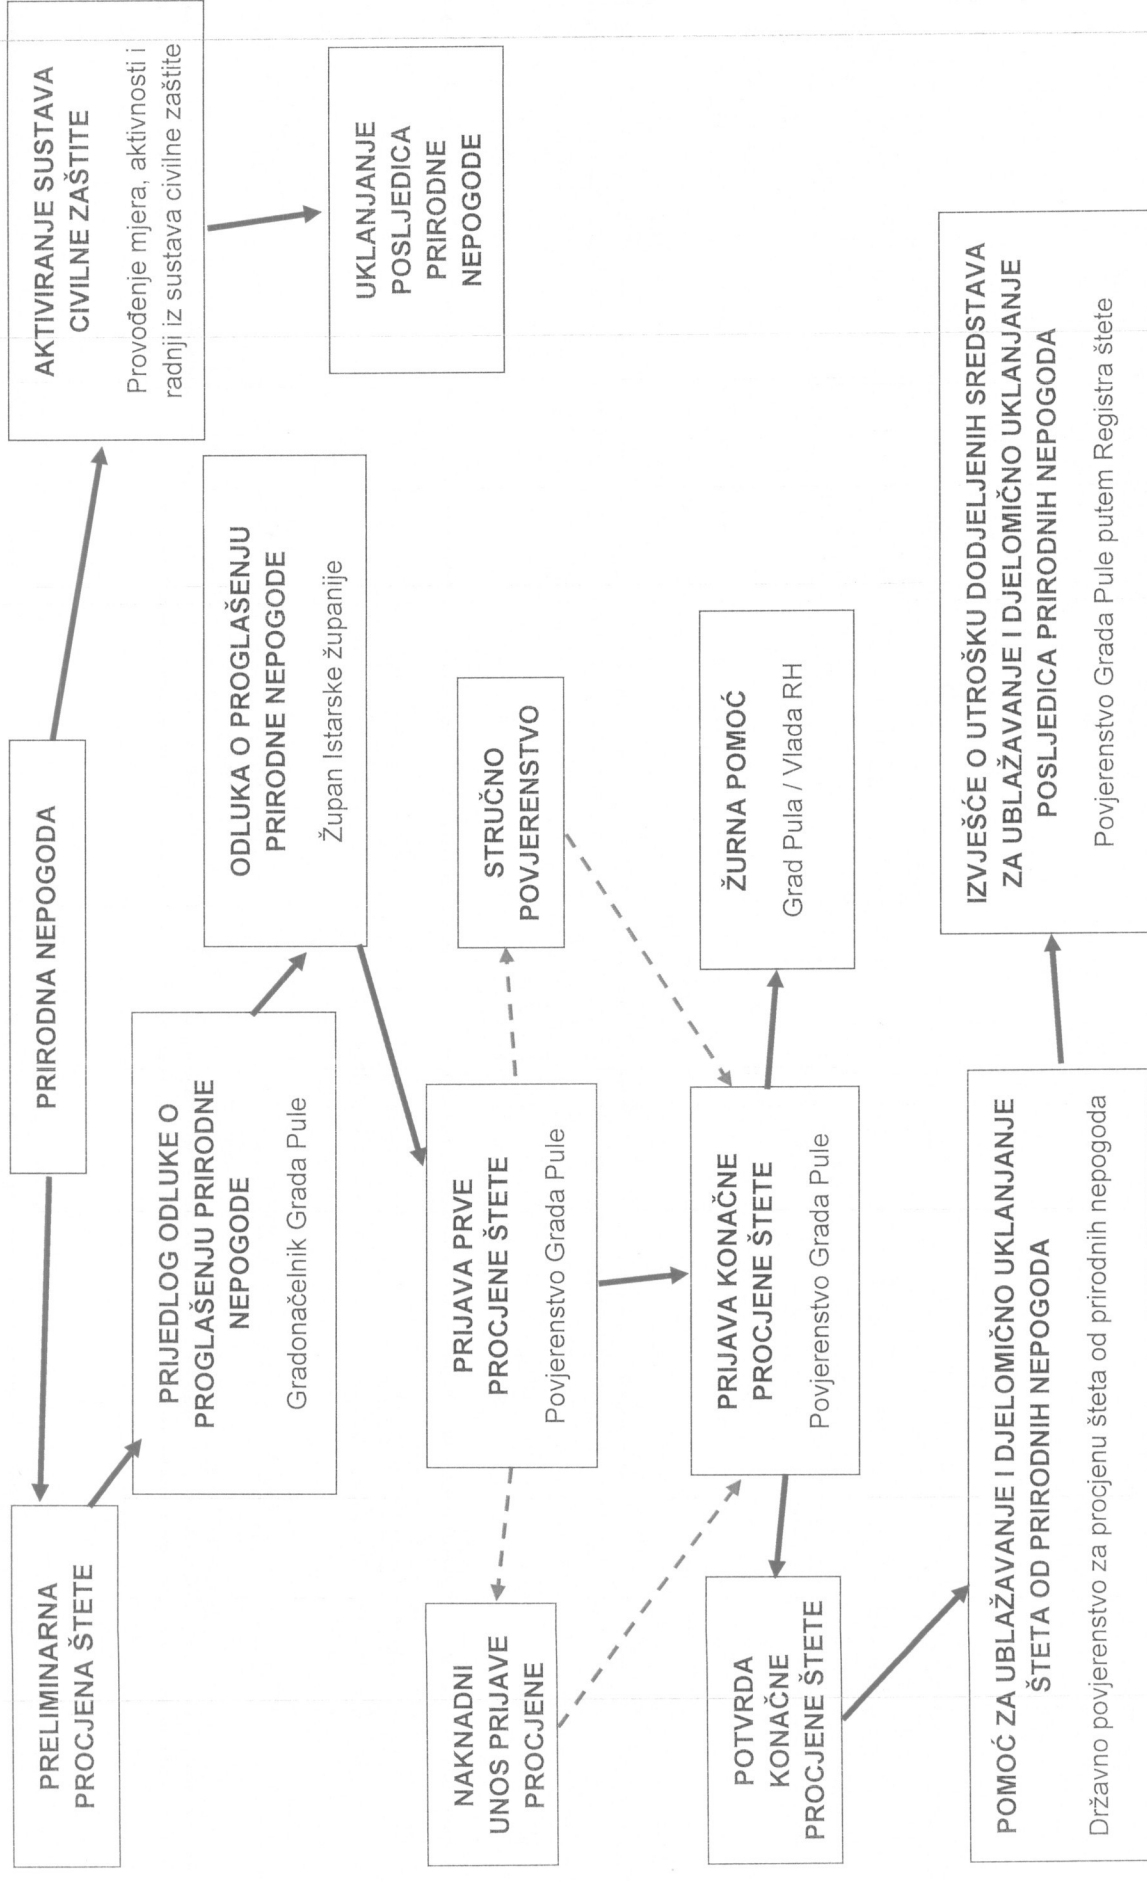 PRIRODNA NEPOGODA
PRELIMINARNA
PROCJENA ŠTETE
AKTIVIRANJE SUSTAVA
CIVILNE ZAŠTITE
Provođenje mjera, aktivnosti i
radnji iz sustava civilne zaštite
PRIJEDLOG ODLUKE O
PROGLAŠENJU PRIRODNE
NEPOGODE
Gradonačelnik Grada Pule
ODLUKA O PROGLAŠENJU
PRIRODNE NEPOGODE
Župan Istarske županije
UKLANJANJE
POSLJEDICA
PRIRODNE
NEPOGODE
NAKNADNI
UNOS PRIJAVE
PROCJENE
PRIJAVA PRVE
PROCJENE ŠTETE
Povjerenstvo Grada Pule
STRUČNO
POVJERENSTVO
POTVRDA
KONAČNE
PROCJENE ŠTETE
PRIJAVA KONAČNE
PROCJENE ŠTETE
Povjerenstvo Grada Pule
ŽURNA POMOĆ
Grad Pula / Vlada RH
POMOĆ ZA UBLAŽAVANJE I DJELOMIČNO UKLANJANJE
ŠTETA OD PRIRODNIH NEPOGODA
Državno povjerenstvo za procjenu šteta od prirodnih nepogoda
IZVJEŠĆE O UTROŠKU DODJELJENIH SREDSTAVA
ZA UBLAŽAVANJE I DJELOMIČNO UKLANJANJE
POSLJEDICA PRIRODNIH NEPOGODA
Povjerenstvo Grada Pule putem Registra štete